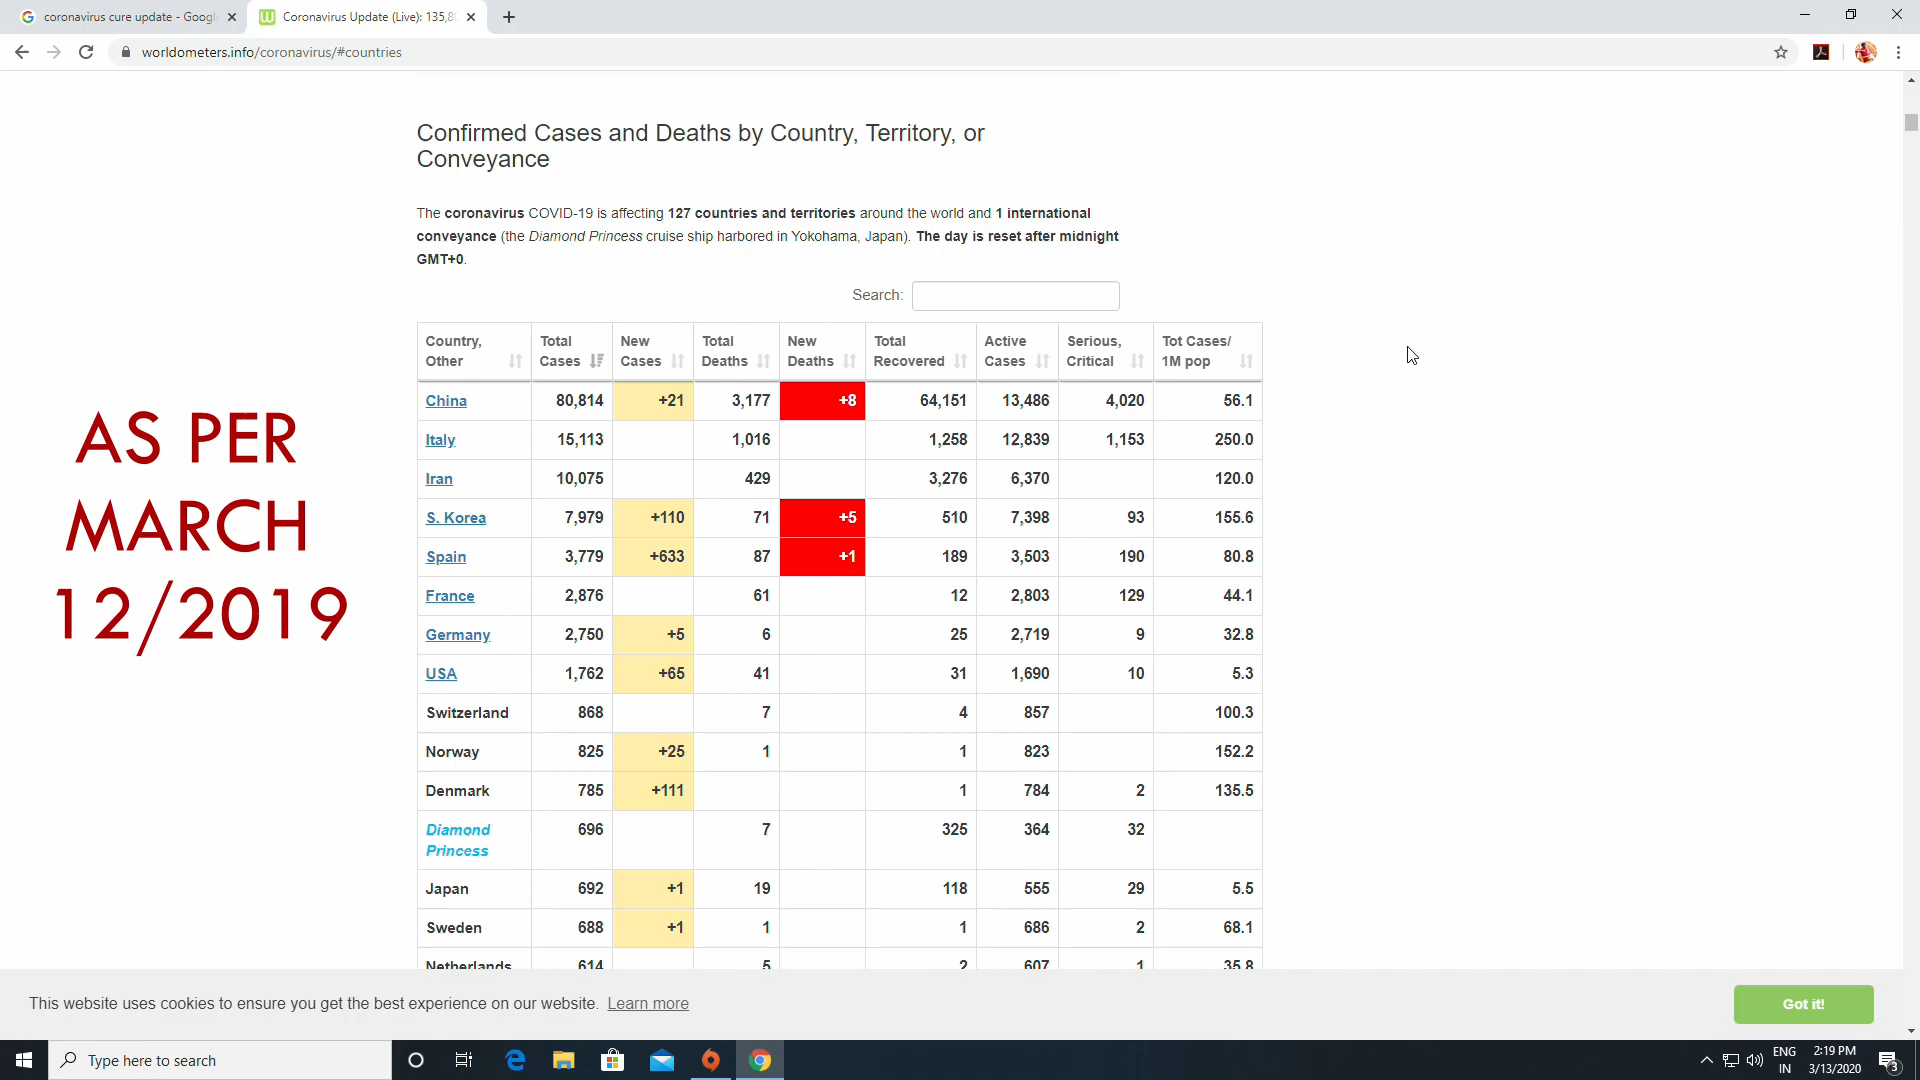 coronavirus cure update - Googl
Coronavirus Update (Live): 135,8
worldometers.info/coronavirus/#countries
Confirmed Cases and Deaths by Country, Territory, or
Conveyance
The coronavirus COVID-19 is affecting 127 countries and territories around the world and 1 international
conveyance (the Diamond Princess cruise ship harbored in Yokohama, Japan). The day is reset after midnight
GMT+0.
Search:
Country, Other Total Cases New Cases Total Deaths New Deaths Total Recovered Active Cases Serious, Critical Tot Cases/ 1M pop
China 80,814 +21 3,177 +8 64,151 13,486 4,020 56.1
Italy 15,113 1,016 1,258 12,839 1,153 250.0
Iran 10,075 429 3,276 6,370 120.0
S. Korea 7,979 +110 71 +5 510 7,398 93 155.6
Spain 3,779 +633 87 +1 189 3,503 190 80.8
France 2,876 61 12 2,803 129 44.1
Germany 2,750 +5 6 25 2,719 9 32.8
USA 1,762 +65 41 31 1,690 10 5.3
Switzerland 868 7 4 857 100.3
Norway 825 +25 1 1 823 152.2
Denmark 785 +111 1 784 2 135.5
Diamond Princess 696 7 325 364 32
Japan 692 +1 19 118 555 29 5.5
Sweden 688 +1 1 1 686 2 68.1
Netherlands 614 5 2 607 1 35.8
AS PER
MARCH
12/2019
This website uses cookies to ensure you get the best experience on our website. Learn more
Got it!
Type here to search
ENG
IN
2:19 PM
3/13/2020
3